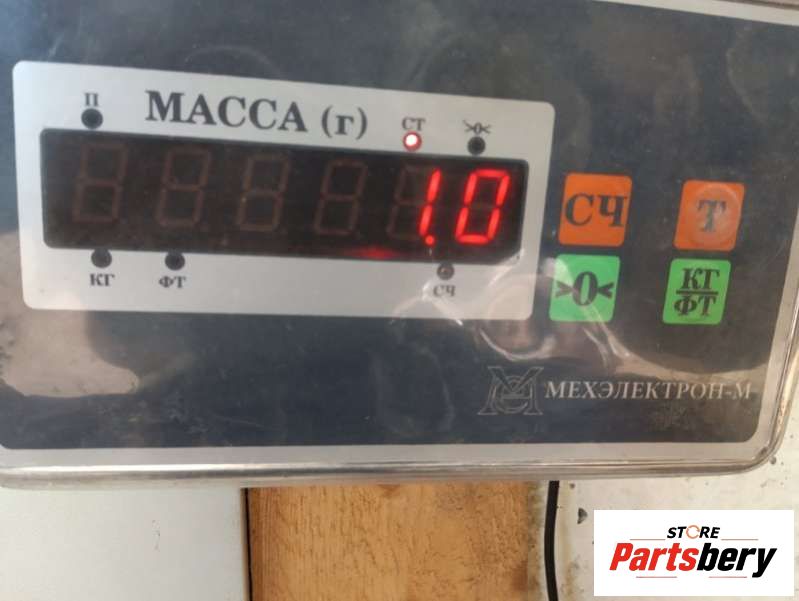 П МАССА (г) СТ >0<
1.0
КГ ФТ СЧ
СЧ Т
>0< КГ/ФТ
МЕХЭЛЕКТРОН-М
STORE
Partsbery